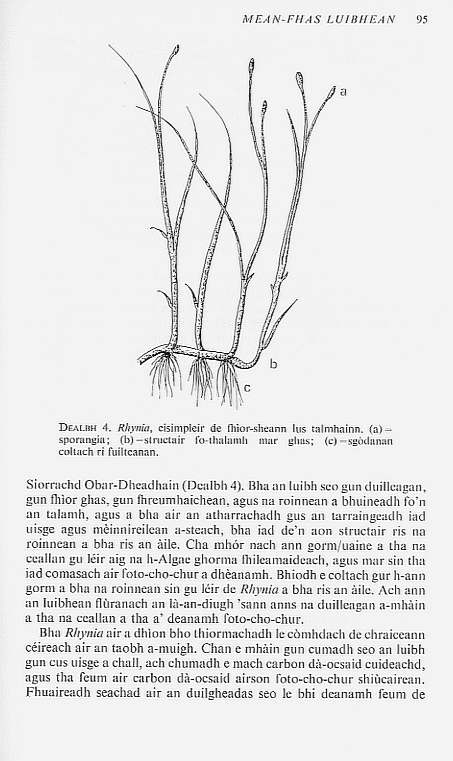 MEAN-FHAS LUIBHEAN 95
a
b
c
DEALBH 4. Rhynia, eisimpleir de fhìor-sheann lus talmhainn. (a)=
sporangia; (b)=structair fo-thalamh mar ghas; (c)=sgòdanan
coltach ri fuilteanan.
Siorrachd Obar-Dheadhain (Dealbh 4). Bha an luibh seo gun duilleagan,
gun fhìor ghas, gun fhreumhaichean, agus na roinnean a bhuineadh fo'n
an talamh, agus a bha air an atharrachadh gus an tarraingeadh iad
uisge agus mèinnireilean a-steach, bha iad de'n aon structair ris na
roinnean a bha ris an àile. Cha mhór nach ann gorm/uaine a tha na
ceallan gu léir aig na h-Algae ghorma fhileamaideach, agus mar sin tha
iad comasach air foto-cho-chur a dhèanamh. Bhiodh e coltach gur h-ann
gorm a bha na roinnean sin gu léir de Rhynia a bha ris an àile. Ach ann
an luibhean flùranach an là-an-diugh 'sann anns na duilleagan a-mhàin
a tha na ceallan a tha a' deanamh foto-cho-chur.
Bha Rhynia air a dhìon bho thiormachadh le còmhdach de chraiceann
céireach air an taobh a-muigh. Chan e mhàin gun cumadh seo an luibh
gun cus uisge a chall, ach chumadh e mach carbon dà-ocsaid cuideachd,
agus tha feum air carbon dà-ocsaid airson foto-cho-chur shiùcairean.
Fhuaireadh seachad air an duilgheadas seo le bhi deanamh feum de